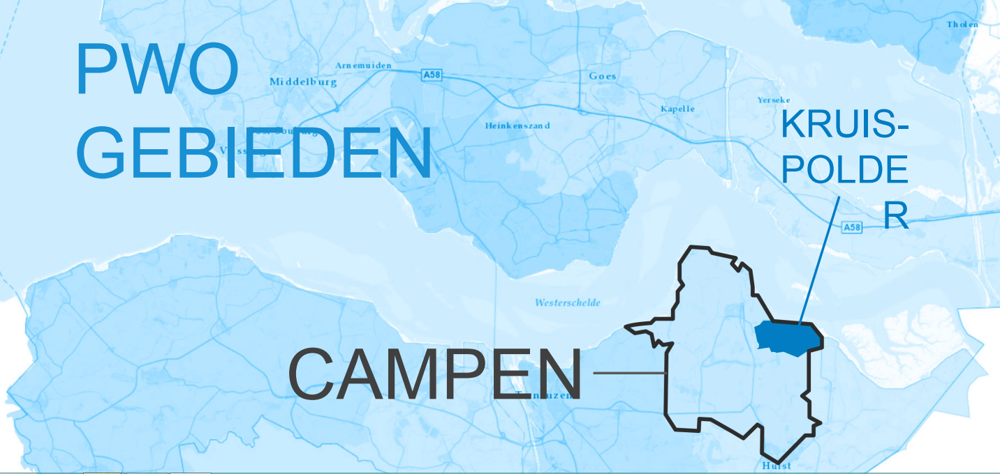 PWO
GEBIEDEN
Tholen
Arnemuiden
A58
Middelburg
Goes
Yerseke
Kapelle
Heinkenszand
KRUIS-
POLDE
R
A58
Westerschelde
CAMPEN
Hulst